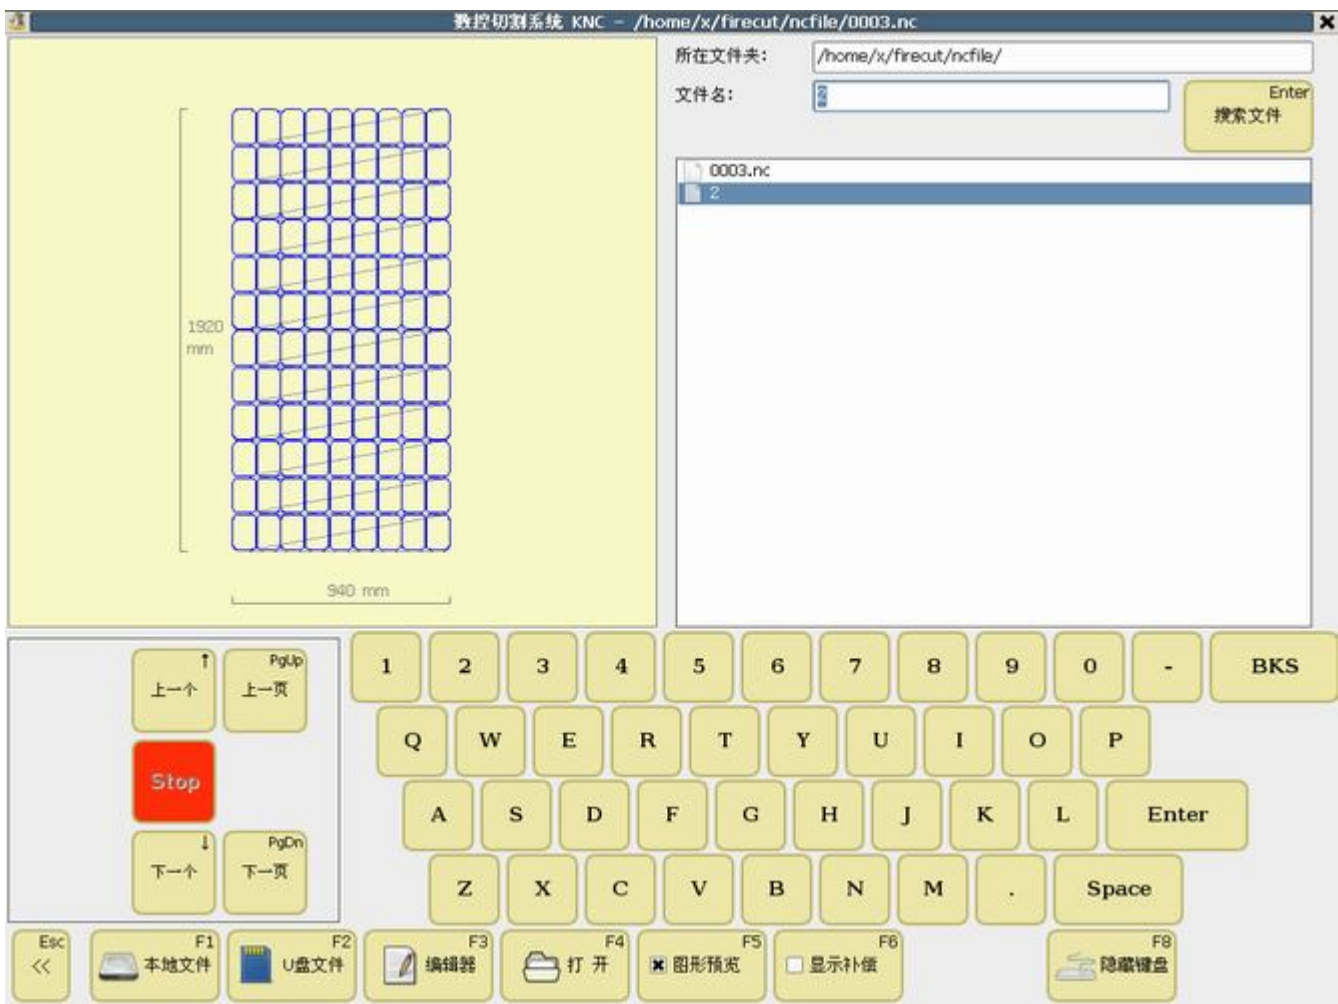 数控切割系统 KNC - /home/x/firecut/ncfile/0003.nc
所在文件夹: /home/x/firecut/ncfile/
文件名: 2
Enter
搜索文件
0003.nc
2
1920
mm
940 mm
↑
上一个
PgUp
上一页
Stop
↓
下一个
PgDn
下一页
1 2 3 4 5 6 7 8 9 0 - BKS
Q W E R T Y U I O P
A S D F G H J K L Enter
Z X C V B N M . Space
Esc
<<
F1
本地文件
F2
U盘文件
F3
编辑器
F4
打 开
F5
图形预览
F6
显示补偿
F8
隐藏键盘